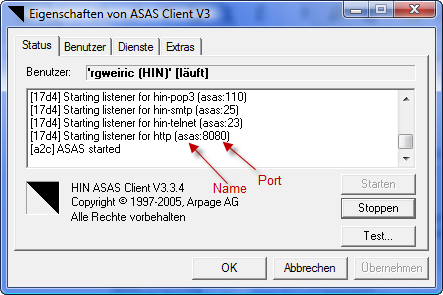 Eigenschaften von ASAS Client V3
Status Benutzer Dienste Extras
Benutzer: 'rgweiric (HIN)' [läuft]
[17d4] Starting listener for hin-pop3 (asas:110)
[17d4] Starting listener for hin-smtp (asas:25)
[17d4] Starting listener for hin-telnet (asas:23)
[17d4] Starting listener for http (asas:8080)
[a2c] ASAS started
Name Port
HIN ASAS Client V3.3.4
Copyright © 1997-2005, Arpage AG
Alle Rechte vorbehalten
Starten
Stoppen
Test...
OK Abbrechen Übernehmen